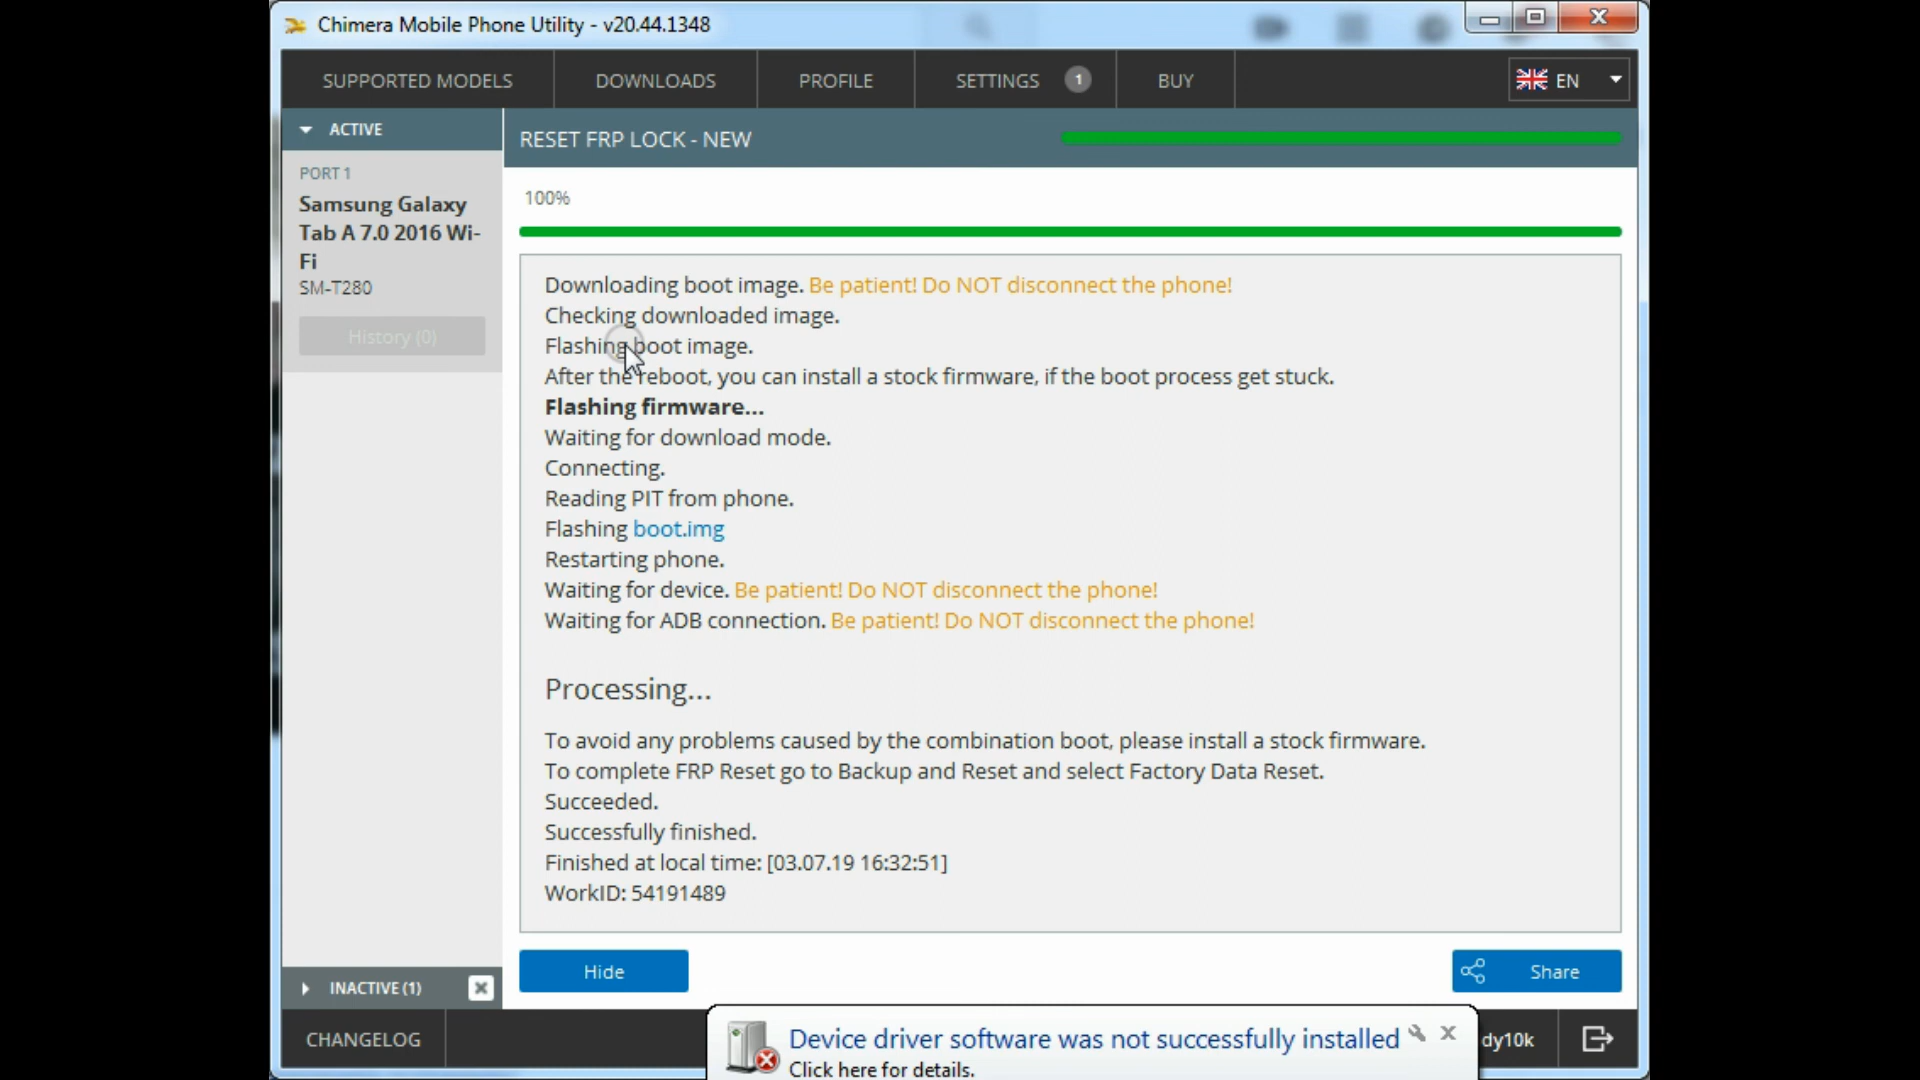 Chimera Mobile Phone Utility - v20.44.1348
SUPPORTED MODELS
DOWNLOADS
PROFILE
SETTINGS
1
BUY
EN
ACTIVE
PORT 1
Samsung Galaxy
Tab A 7.0 2016 Wi-
Fi
SM-T280
History (0)
RESET FRP LOCK - NEW
100%
Downloading boot image. Be patient! Do NOT disconnect the phone!
Checking downloaded image.
Flashing boot image.
After the reboot, you can install a stock firmware, if the boot process get stuck.
Flashing firmware...
Waiting for download mode.
Connecting.
Reading PIT from phone.
Flashing boot.img
Restarting phone.
Waiting for device. Be patient! Do NOT disconnect the phone!
Waiting for ADB connection. Be patient! Do NOT disconnect the phone!
Processing...
To avoid any problems caused by the combination boot, please install a stock firmware.
To complete FRP Reset go to Backup and Reset and select Factory Data Reset.
Succeeded.
Successfully finished.
Finished at local time: [03.07.19 16:32:51]
WorkID: 54191489
Hide
Share
INACTIVE (1)
CHANGELOG
Device driver software was not successfully installed
Click here for details.
dy10k